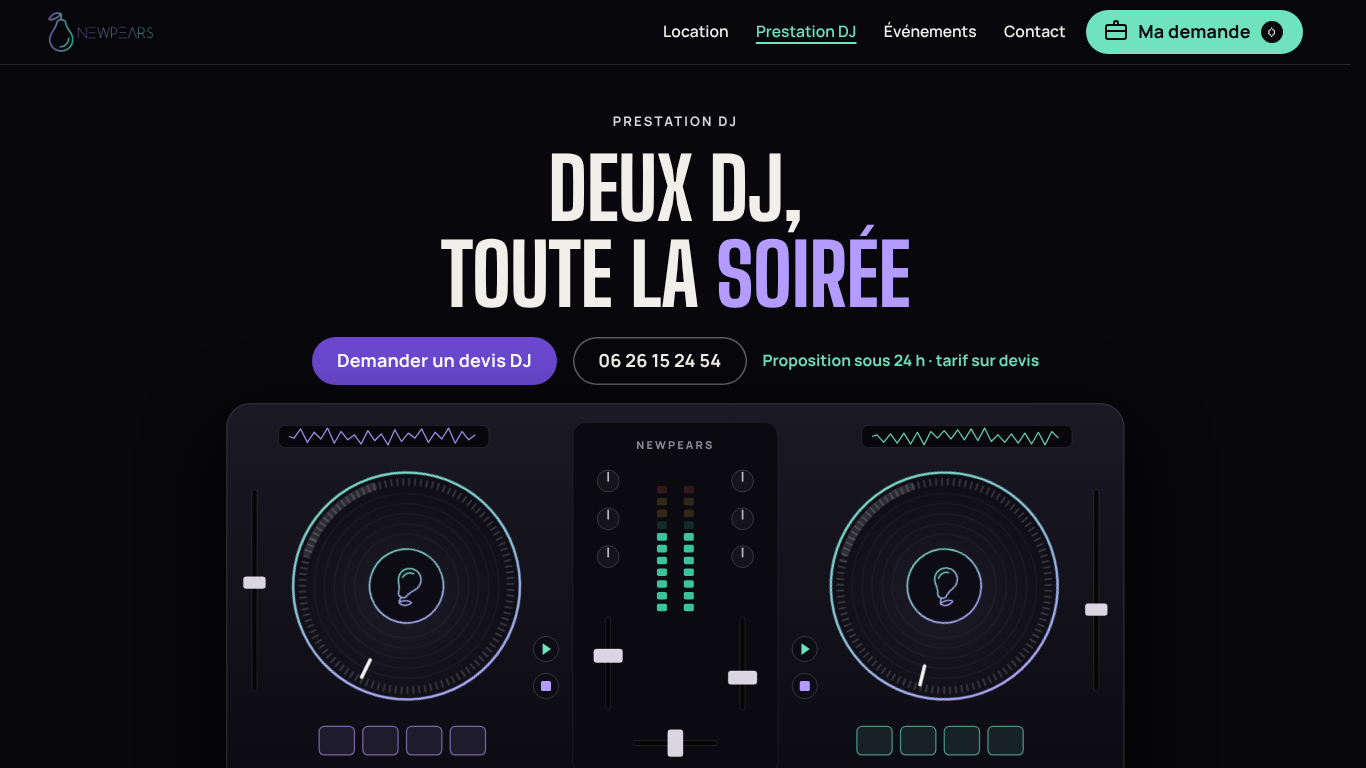 NEWPEARS
Location
Prestation DJ
Événements
Contact
Ma demande
PRESTATION DJ
DEUX DJ,
TOUTE LA SOIRÉE
Demander un devis DJ
06 26 15 24 54
Proposition sous 24 h · tarif sur devis
NEWPEARS